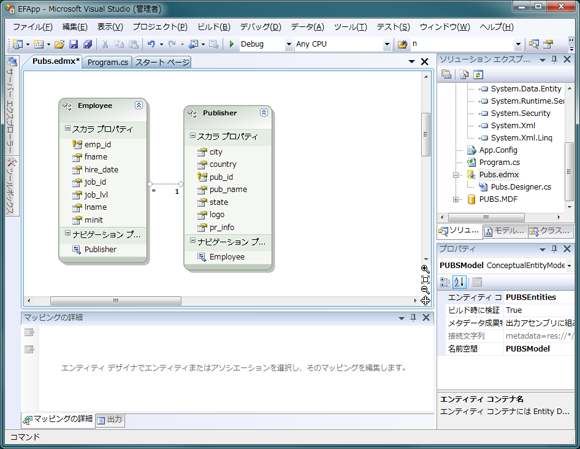 EFApp - Microsoft Visual Studio (管理者)
ファイル(F) 編集(E) 表示(V) プロジェクト(P) ビルド(B) デバッグ(D) データ(A) ツール(T) テスト(S) ウィンドウ(W) ヘルプ(H)
Debug Any CPU n
サーバー エクスプローラー
ツールボックス
Pubs.edmx* Program.cs スタート ページ
Employee
スカラ プロパティ
emp_id
fname
hire_date
job_id
job_lvl
lname
minit
ナビゲーション プ...
Publisher
* 1
Publisher
スカラ プロパティ
city
country
pub_id
pub_name
state
logo
pr_info
ナビゲーション プ...
Employee
マッピングの詳細
エンティティ デザイナでエンティティまたはアソシエーションを選択し、そのマッピングを編集します。
マッピングの詳細 出力
ソリューション エクスプ...
System.Data.Entity
System.Runtime.Ser
System.Security
System.Xml
System.Xml.Linq
App.Config
Program.cs
Pubs.edmx
Pubs.Designer.cs
PUBS.MDF
ソリュ... モデル... クラス...
プロパティ
PUBSModel ConceptualEntityMode
エンティティ コ PUBSEntities
ビルド時に検証 True
メタデータ成果物 出力アセンブリに組
接続文字列 metadata=res://*/
名前空間 PUBSModel
エンティティ コンテナ名
エンティティ コンテナには Entity D...
コマンド